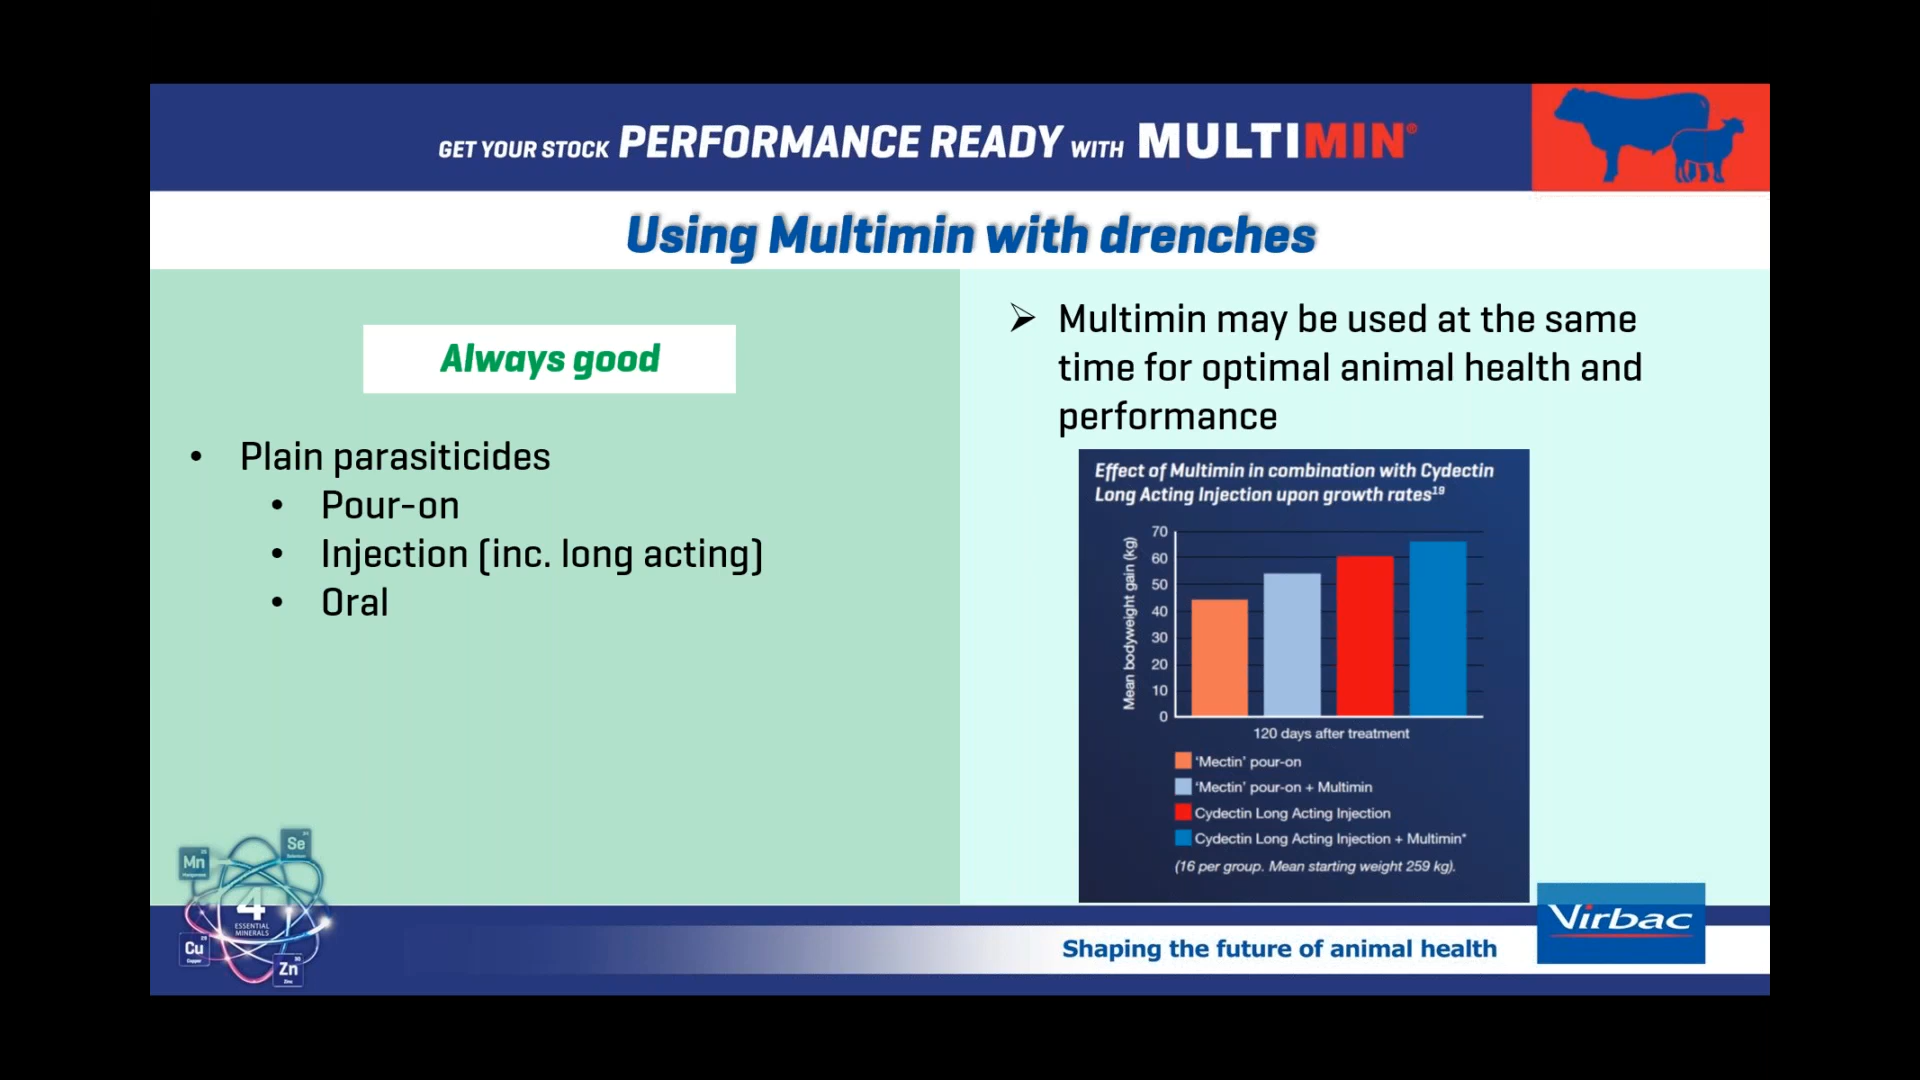 GET YOUR STOCK PERFORMANCE READY WITH MULTIMIN®
Using Multimin with drenches
Always good
• Plain parasiticides
• Pour-on
• Injection (inc. long acting)
• Oral
➢ Multimin may be used at the same
time for optimal animal health and
performance
Effect of Multimin in combination with Cydectin
Long Acting Injection upon growth rates¹⁹
Mean bodyweight gain (kg)
70
60
50
40
30
20
10
0
120 days after treatment
'Mectin' pour-on
'Mectin' pour-on + Multimin
Cydectin Long Acting Injection
Cydectin Long Acting Injection + Multimin*
(16 per group. Mean starting weight 259 kg).
Se
Mn
4
ESSENTIAL
MINERALS
Cu
Copper
Zn
Zinc
Shaping the future of animal health
Virbac